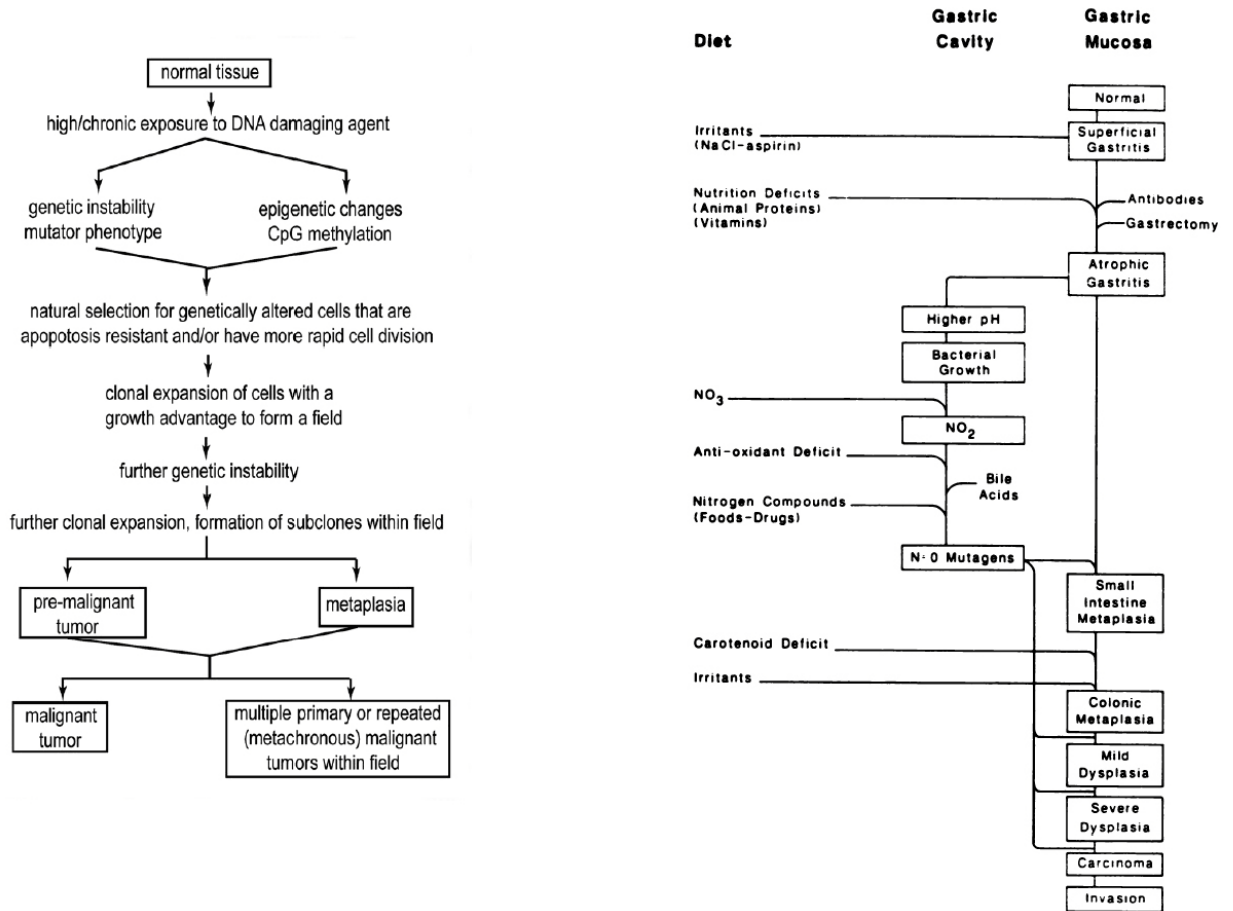 normal tissue
high/chronic exposure to DNA damaging agent
genetic instability
mutator phenotype
epigenetic changes
CpG methylation
natural selection for genetically altered cells that are
apopotosis resistant and/or have more rapid cell division
clonal expansion of cells with a
growth advantage to form a field
further genetic instability
further clonal expansion, formation of subclones within field
pre-malignant
tumor
metaplasia
malignant
tumor
multiple primary or repeated
(metachronous) malignant
tumors within field
Diet
Gastric
Cavity
Gastric
Mucosa
Normal
Irritants
(NaCl-aspirin)
Superficial
Gastritis
Nutrition Deficits
(Animal Proteins)
(Vitamins)
Antibodies
Gastrectomy
Atrophic
Gastritis
Higher pH
Bacterial
Growth
NO3
NO2
Anti-oxidant Deficit
Bile
Acids
Nitrogen Compounds
(Foods-Drugs)
N=O Mutagens
Small
Intestine
Metaplasia
Carotenoid Deficit
Irritants
Colonic
Metaplasia
Mild
Dysplasia
Severe
Dysplasia
Carcinoma
Invasion